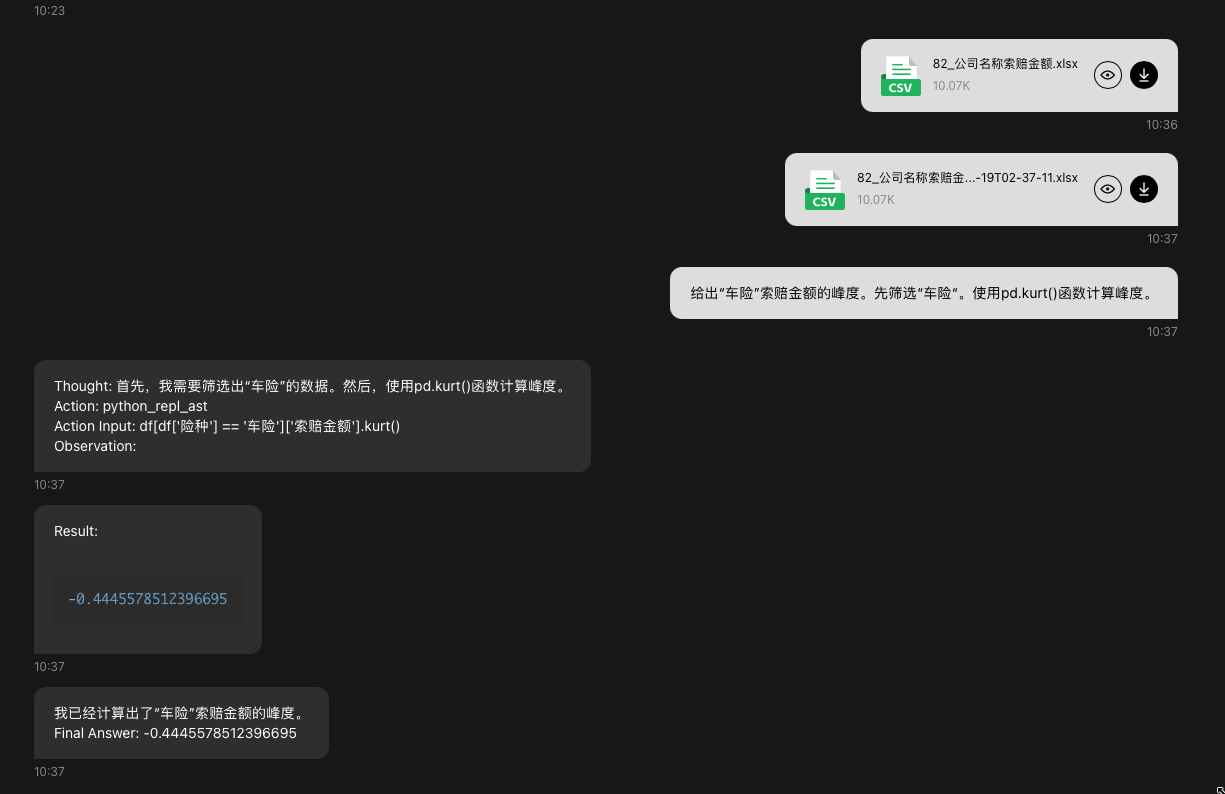 10:23
82_公司名称索赔金额.xlsx
CSV
10.07K
10:36
82_公司名称索赔金...-19T02-37-11.xlsx
CSV
10.07K
10:37
给出“车险”索赔金额的峰度。先筛选“车险“。使用pd.kurt()函数计算峰度。
10:37
Thought: 首先，我需要筛选出“车险”的数据。然后，使用pd.kurt()函数计算峰度。
Action: python_repl_ast
Action Input: df[df['险种'] == '车险']['索赔金额'].kurt()
Observation:
10:37
Result:
-0.4445578512396695
10:37
我已经计算出了“车险”索赔金额的峰度。
Final Answer: -0.4445578512396695
10:37